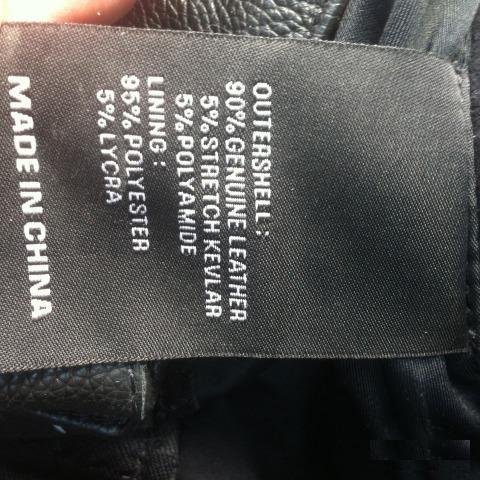 OUTERSHELL:
90% GENUINE LEATHER
5% STRETCH KEVLAR
5% POLYAMIDE
LINING:
95% POLYESTER
5% LYCRA
MADE IN CHINA